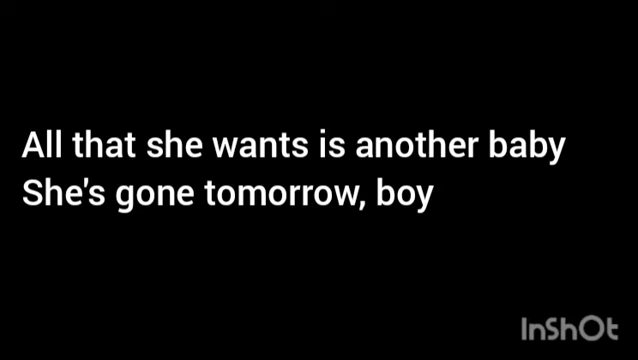 All that she wants is another baby
She's gone tomorrow, boy
InShOt